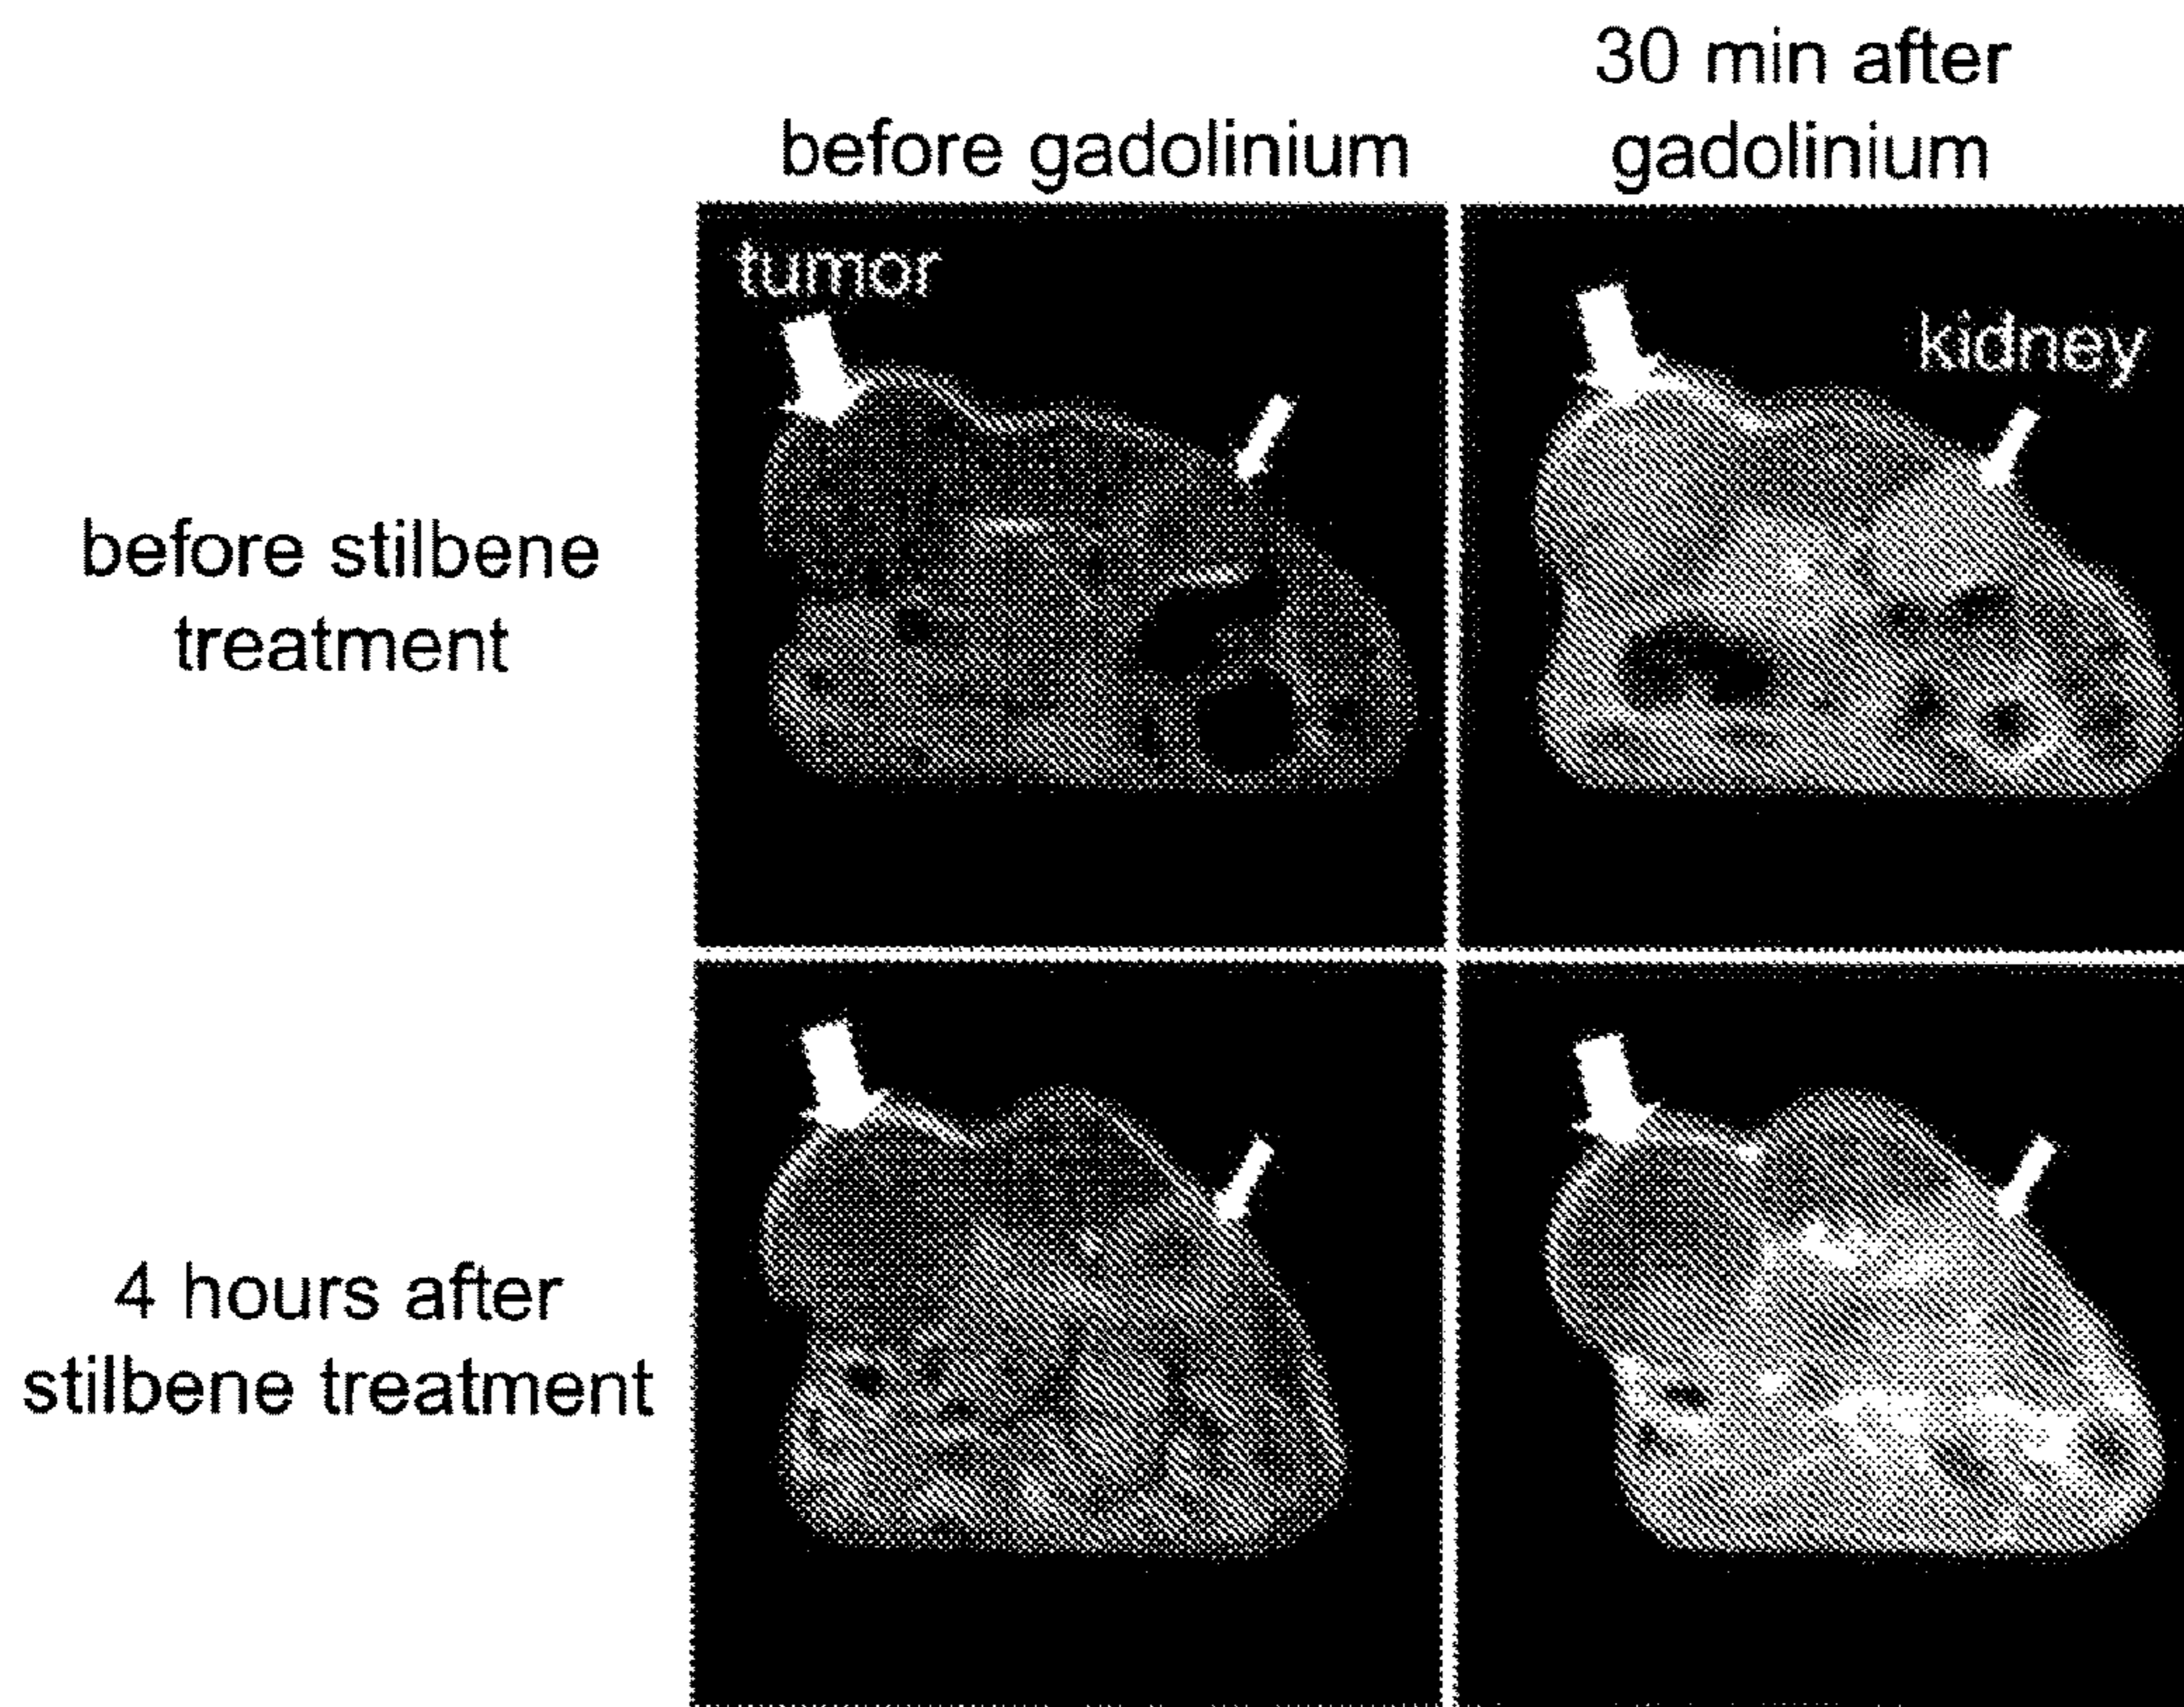 30 min after
before gadolinium
gadolinium
tumor
kidney
before stilbene
treatment
4 hours after
stilbene treatment